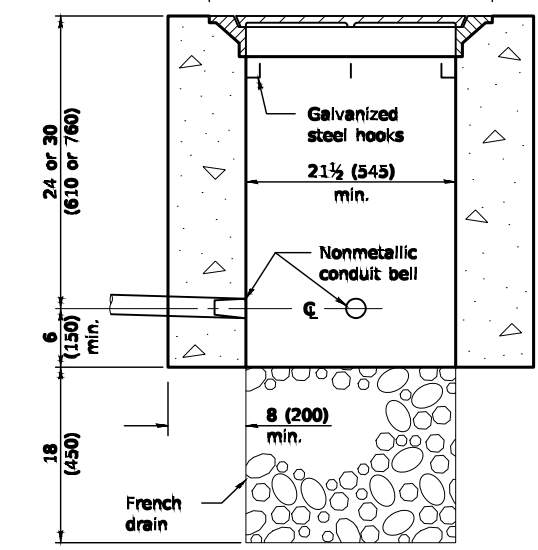 24 or 30
(610 or 760)
Galvanized
steel hooks
21½ (545)
min.
Nonmetallic
conduit bell
℄
6
(150)
min.
8 (200)
min.
18
(450)
French
drain